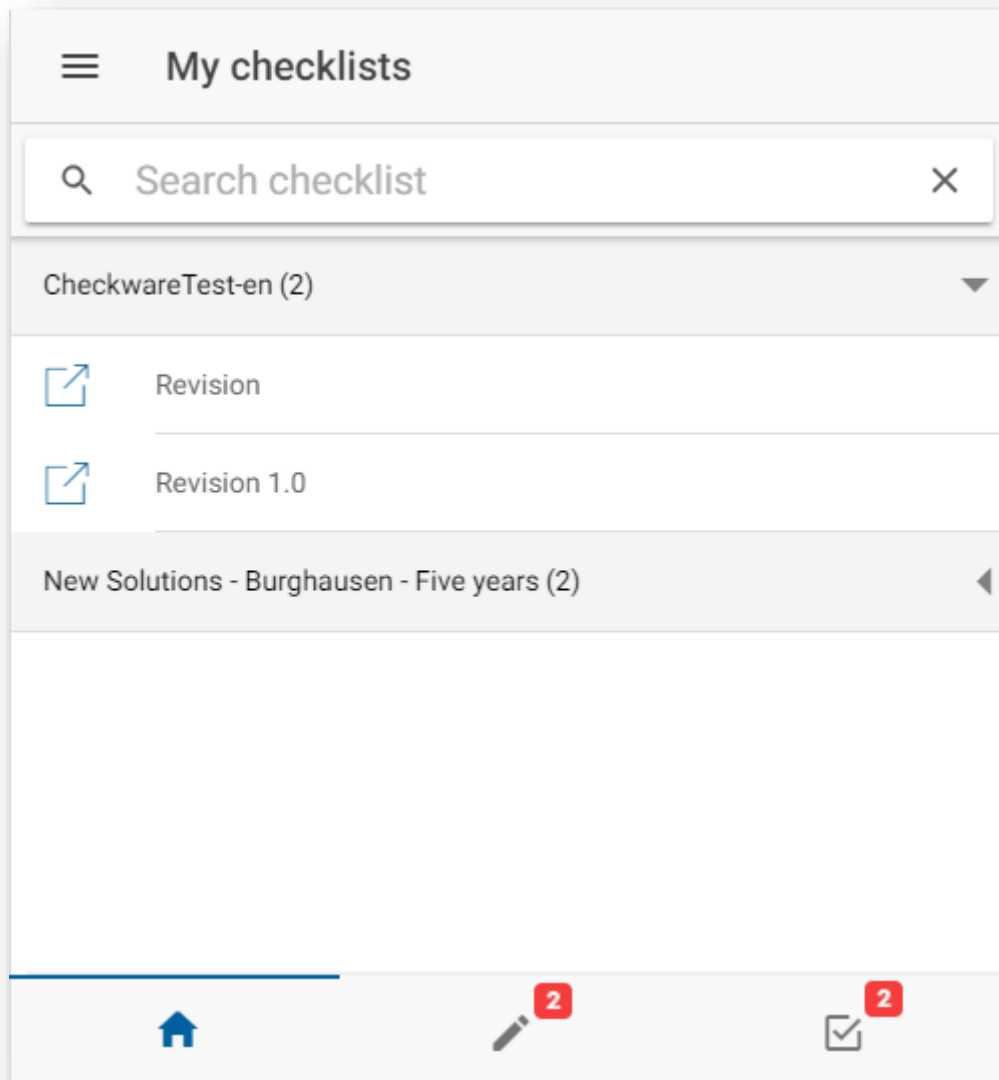 My checklists
Search checklist
CheckwareTest-en (2)
Revision
Revision 1.0
New Solutions - Burghausen - Five years (2)
2
2